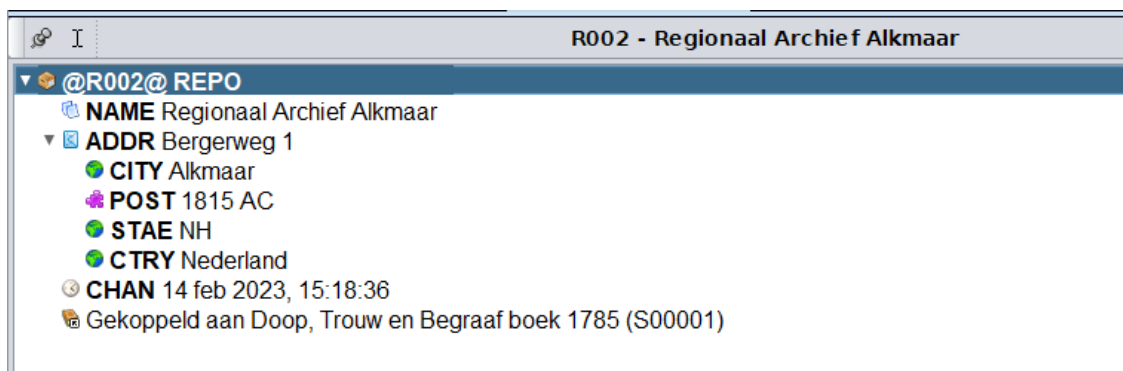 R002 - Regionaal Archief Alkmaar
@R002@ REPO
NAME Regionaal Archief Alkmaar
ADDR Bergerweg 1
CITY Alkmaar
POST 1815 AC
STAE NH
CTRY Nederland
CHAN 14 feb 2023, 15:18:36
Gekoppeld aan Doop, Trouw en Begraaf boek 1785 (S00001)